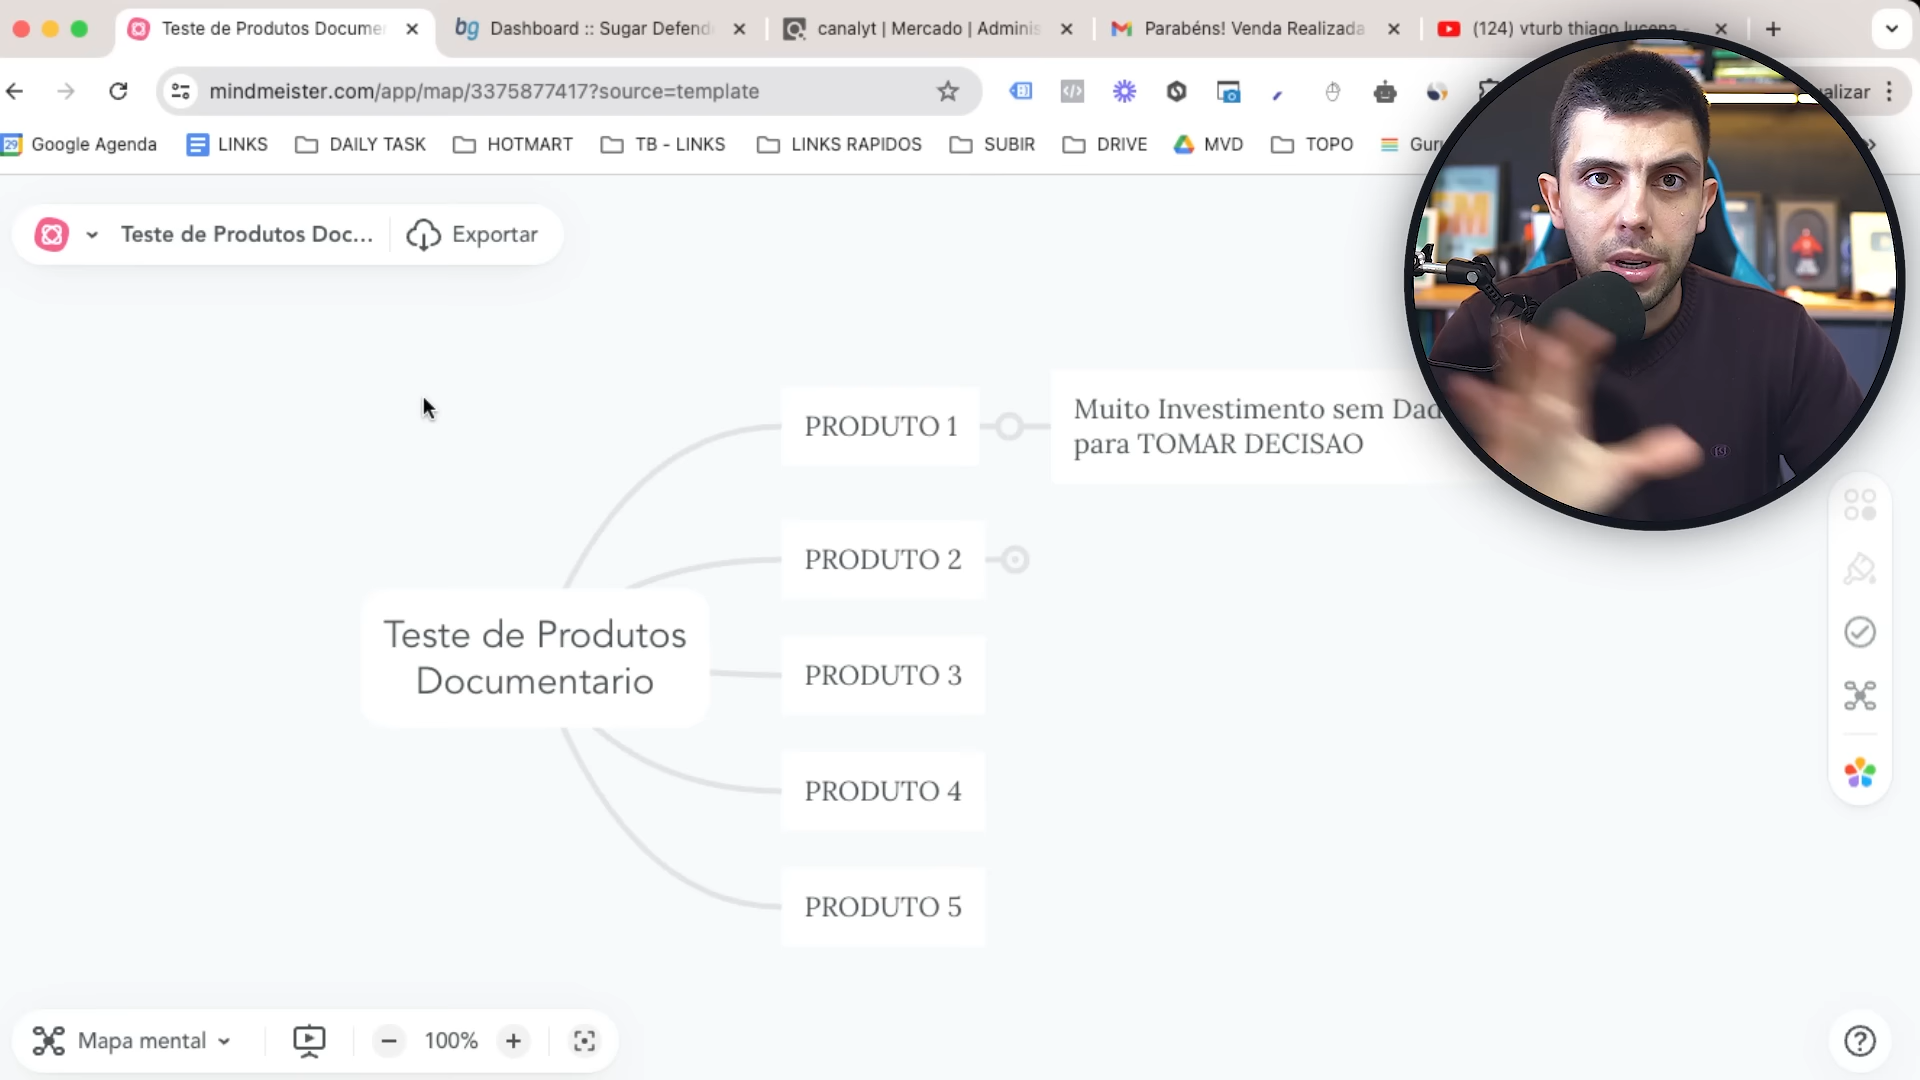 Teste de Produtos Documen
Dashboard :: Sugar Defend
canalyt | Mercado | Adminis
Parabéns! Venda Realizada
(124) vturb thiago lucena -
mindmeister.com/app/map/3375877417?source=template
alizar
29
Google Agenda
LINKS
DAILY TASK
HOTMART
TB - LINKS
LINKS RAPIDOS
SUBIR
DRIVE
MVD
TOPO
Guru
Teste de Produtos Doc...
Exportar
PRODUTO 1
Muito Investimento sem Dad
para TOMAR DECISAO
PRODUTO 2
Teste de Produtos
Documentario
PRODUTO 3
PRODUTO 4
PRODUTO 5
Mapa mental
100%